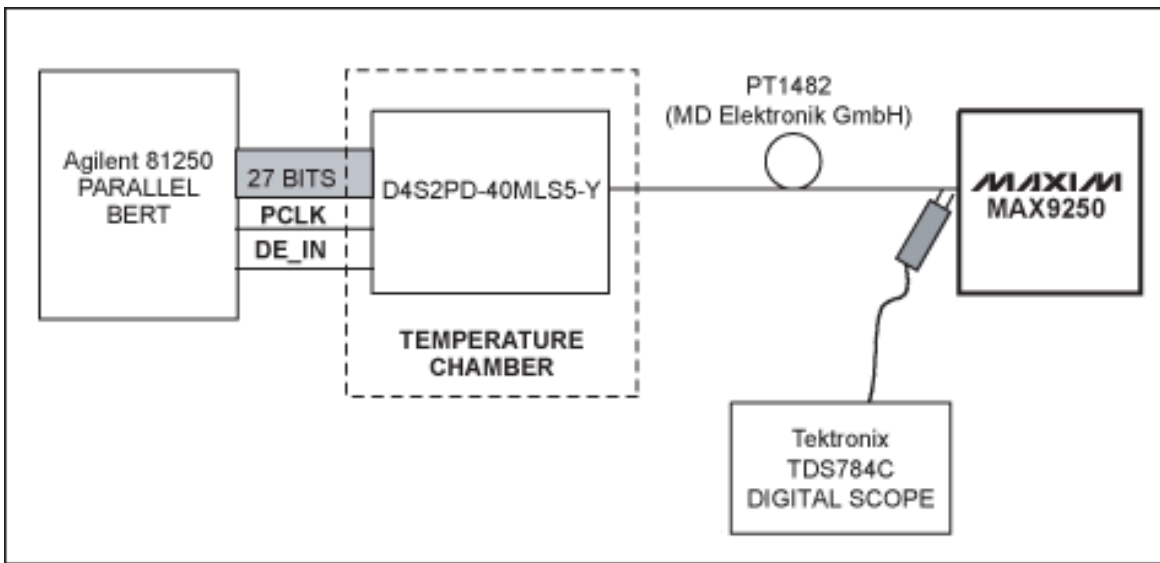 Agilent 81250
PARALLEL
BERT
27 BITS
PCLK
DE_IN
D4S2PD-40MLS5-Y
TEMPERATURE
CHAMBER
PT1482
(MD Elektronik GmbH)
MAXIM
MAX9250
Tektronix
TDS784C
DIGITAL SCOPE